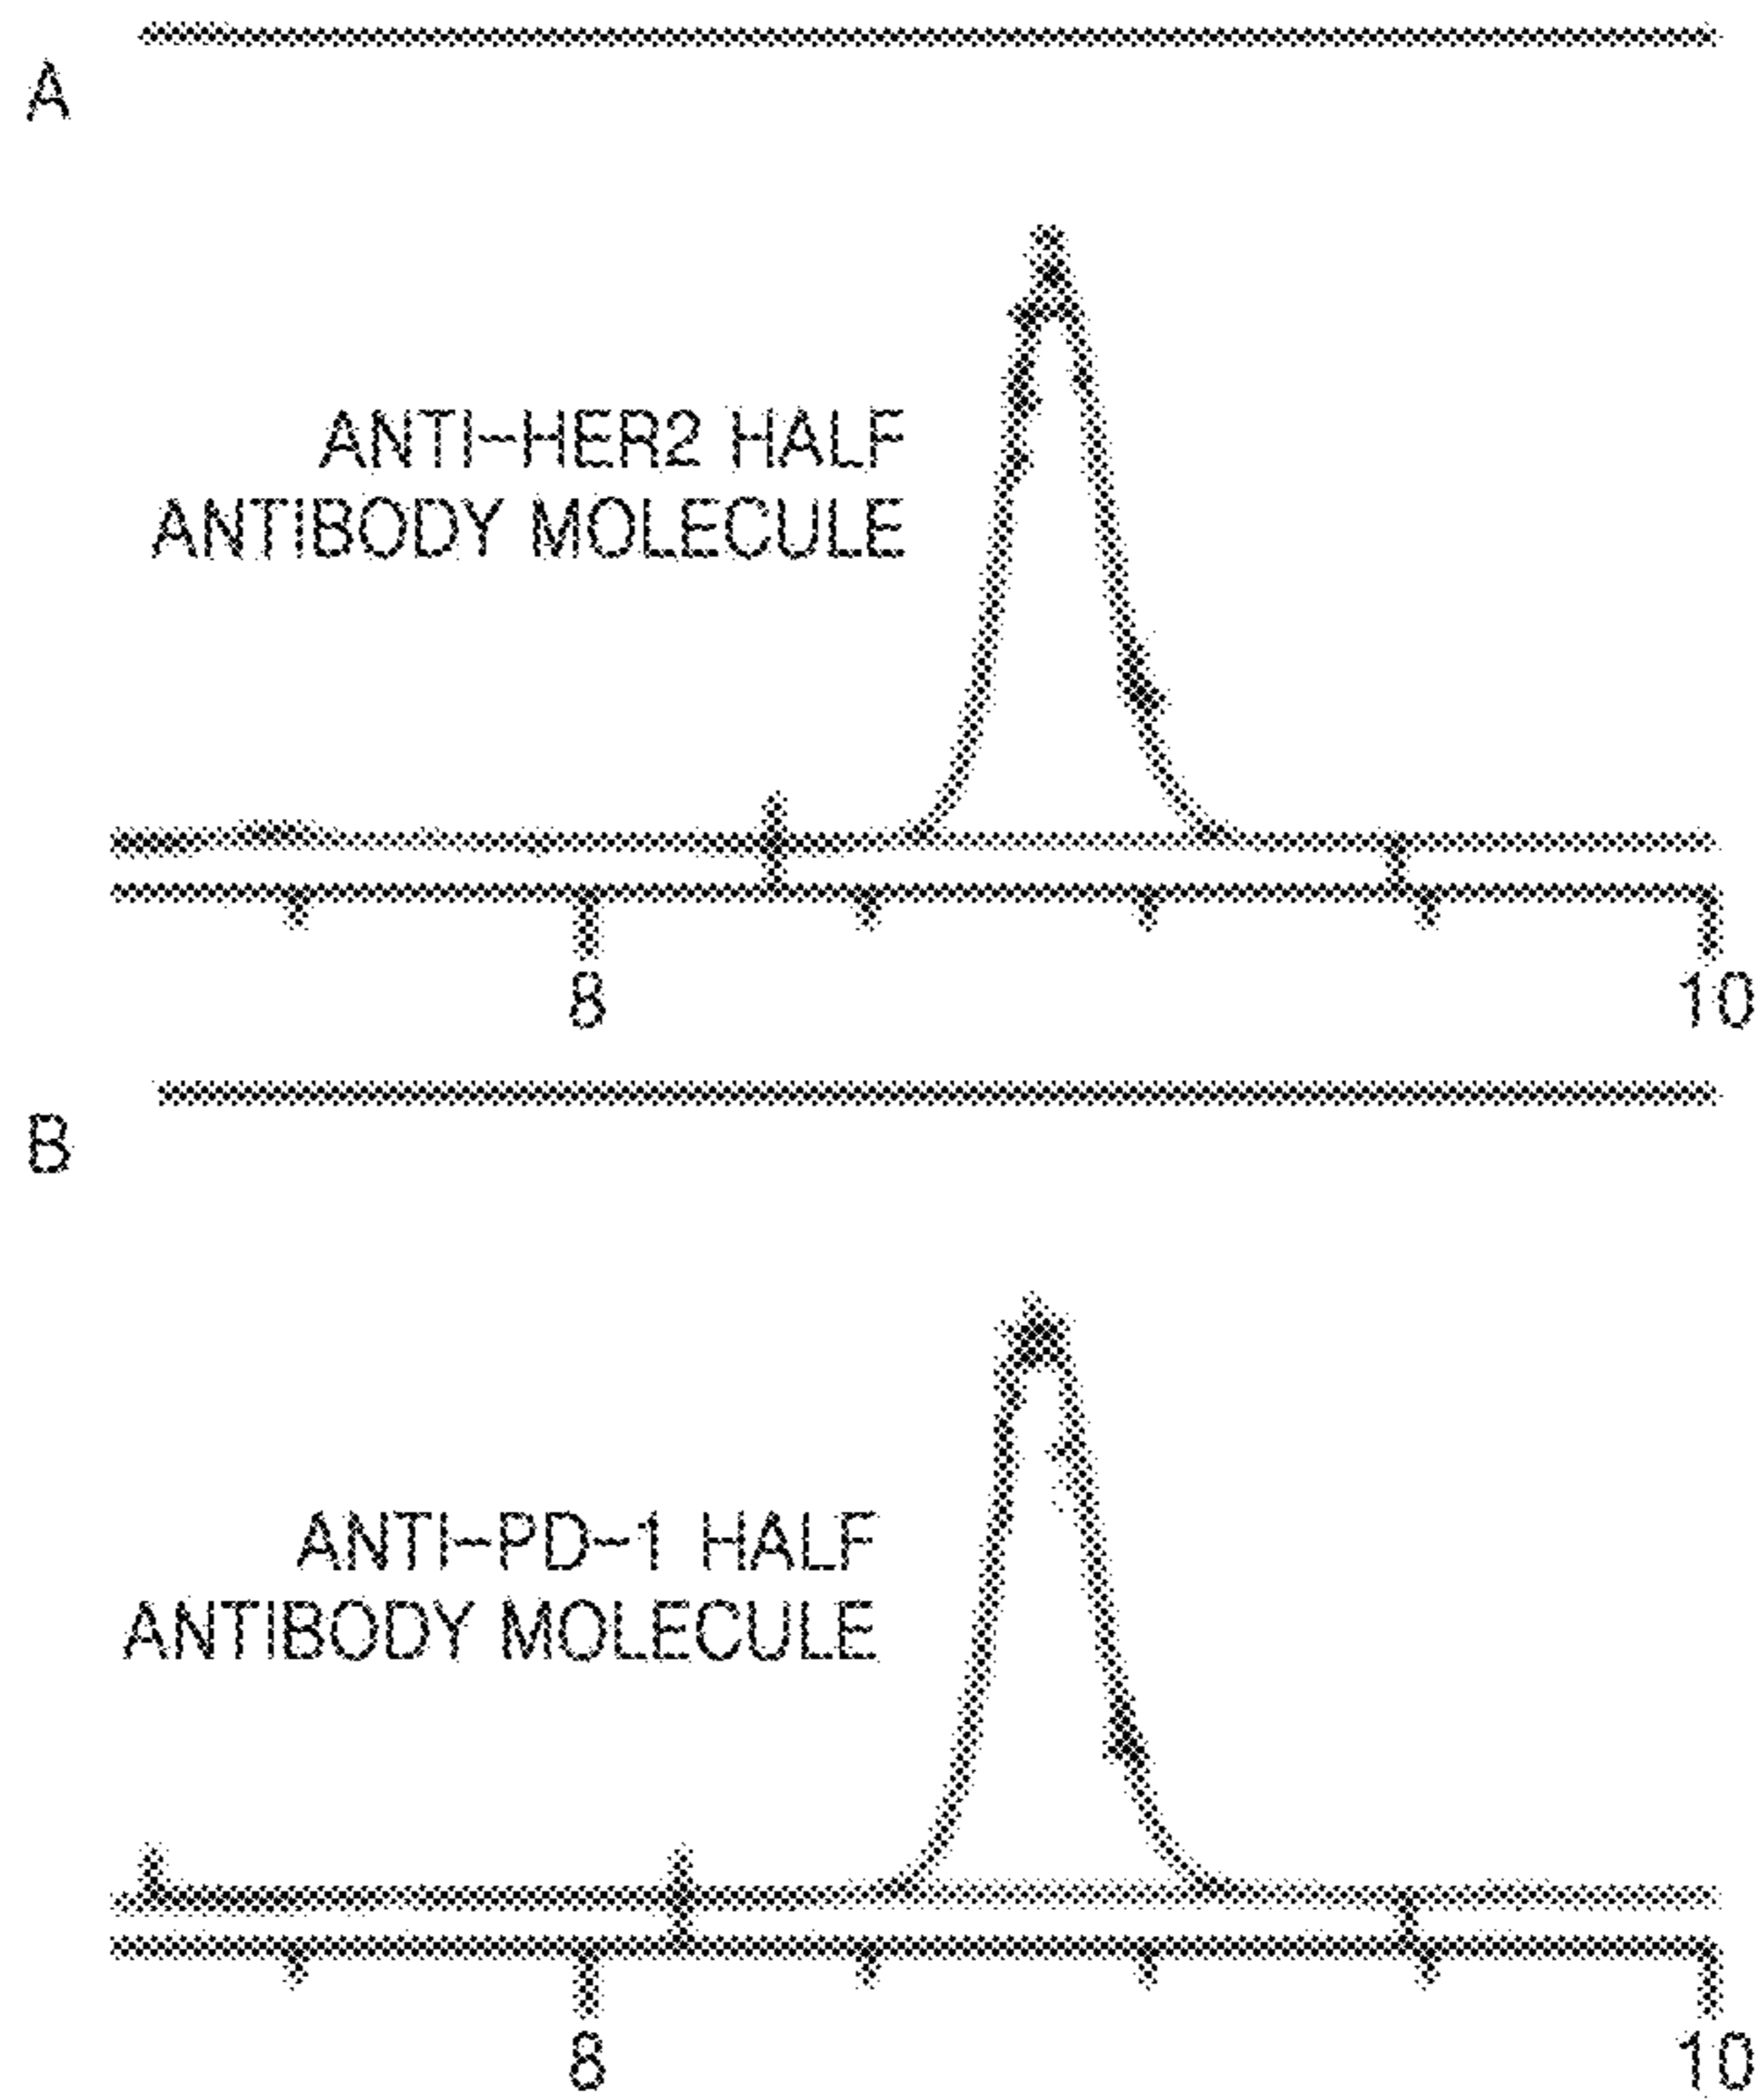 A
ANTI-HER2 HALF
ANTIBODY MOLECULE
8 10
B
ANTI-PD-1 HALF
ANTIBODY MOLECULE
8 10